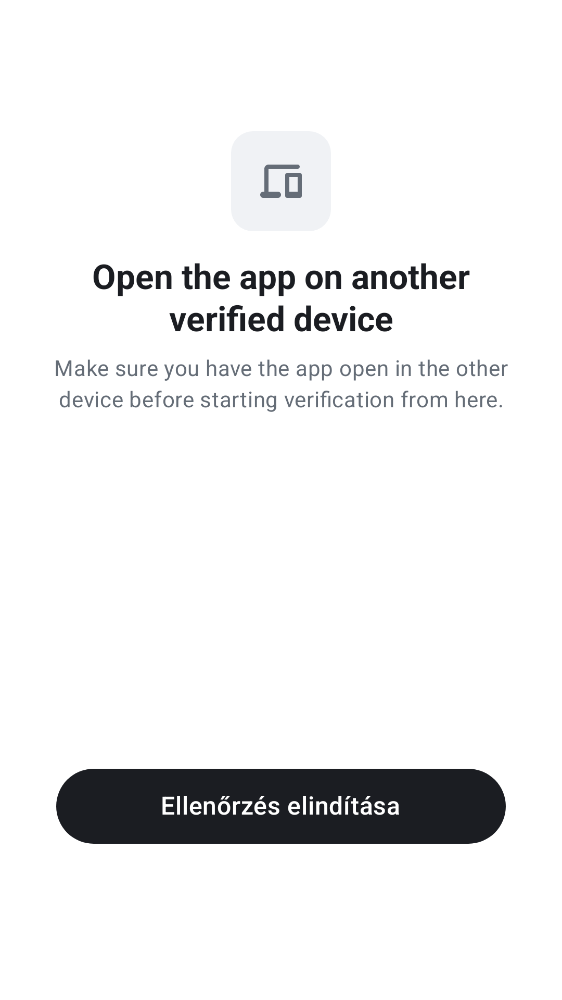 Open the app on another
verified device
Make sure you have the app open in the other
device before starting verification from here.
Ellenőrzés elindítása